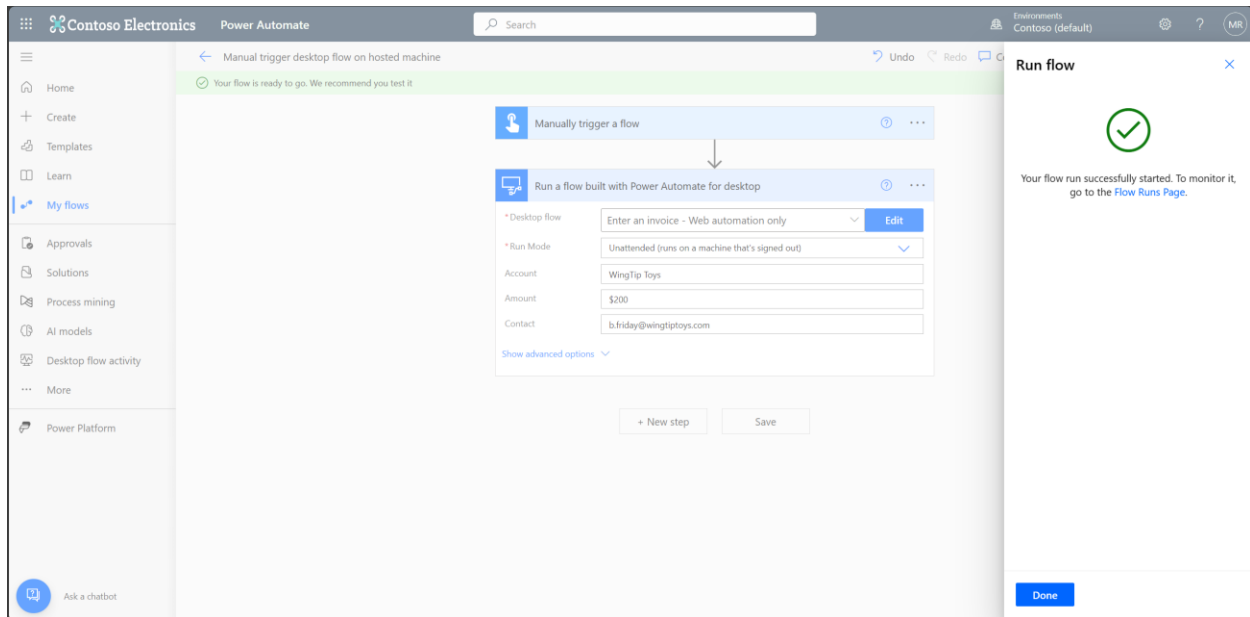 Contoso Electronics
Power Automate
Search
Environments
Contoso (default)
?
MR
Manual trigger desktop flow on hosted machine
Undo
Redo
Your flow is ready to go. We recommend you test it
Home
Create
Templates
Learn
My flows
Approvals
Solutions
Process mining
AI models
Desktop flow activity
More
Power Platform
Ask a chatbot
Manually trigger a flow
Run a flow built with Power Automate for desktop
* Desktop flow
Enter an invoice - Web automation only
Edit
* Run Mode
Unattended (runs on a machine that's signed out)
Account
WingTip Toys
Amount
$200
Contact
b.friday@wingtiptoys.com
Show advanced options
+ New step
Save
Run flow
Your flow run successfully started. To monitor it,
go to the Flow Runs Page.
Done